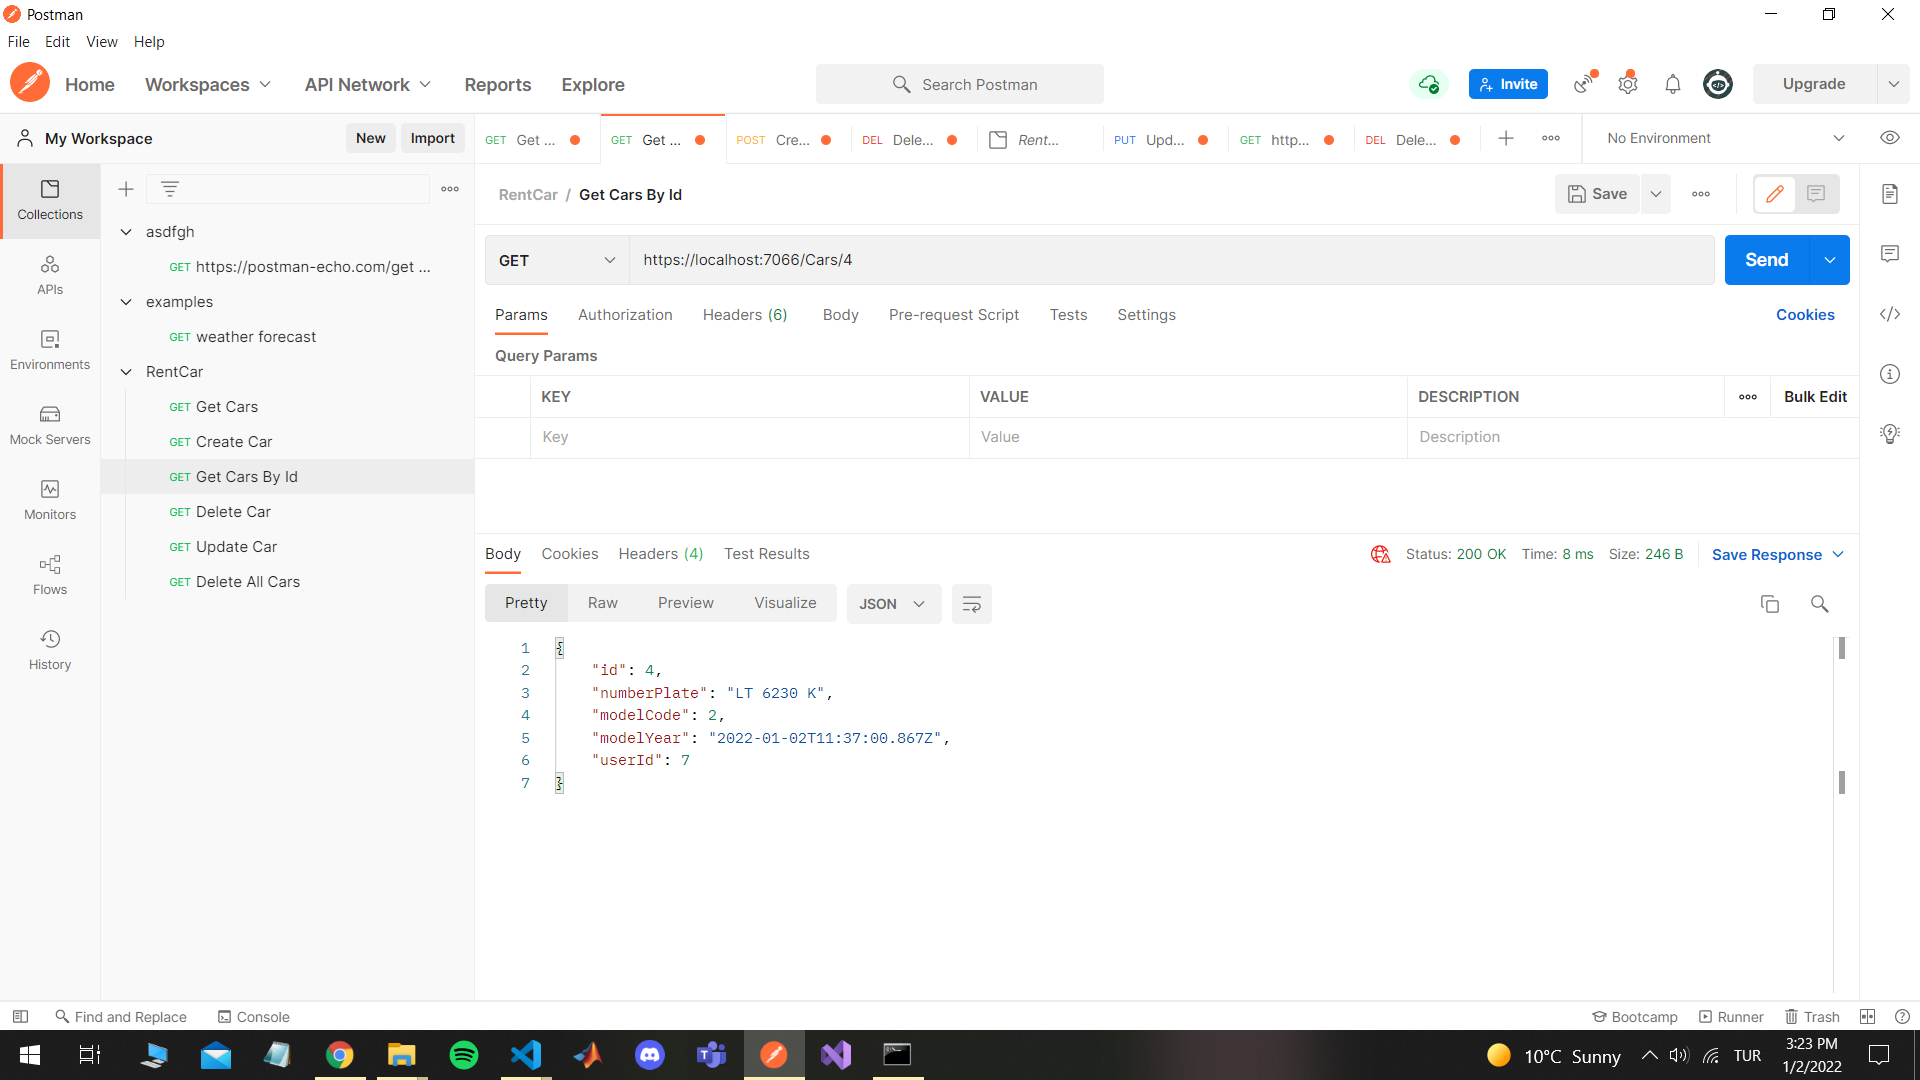 Postman
File Edit View Help
Home Workspaces API Network Reports Explore Search Postman Invite Upgrade
My Workspace New Import
GET Get ... GET Get ... POST Cre... DEL Dele... Rent... PUT Upd... GET http... DEL Dele... No Environment
Collections
APIs
Environments
Mock Servers
Monitors
Flows
History
asdfgh
GET https://postman-echo.com/get ...
examples
GET weather forecast
RentCar
GET Get Cars
GET Create Car
GET Get Cars By Id
GET Delete Car
GET Update Car
GET Delete All Cars
RentCar / Get Cars By Id Save
GET https://localhost:7066/Cars/4 Send
Params Authorization Headers (6) Body Pre-request Script Tests Settings Cookies
Query Params
KEY VALUE DESCRIPTION Bulk Edit
Key Value Description
Body Cookies Headers (4) Test Results Status: 200 OK Time: 8 ms Size: 246 B Save Response
Pretty Raw Preview Visualize JSON
1 {
2 "id": 4,
3 "numberPlate": "LT 6230 K",
4 "modelCode": 2,
5 "modelYear": "2022-01-02T11:37:00.867Z",
6 "userId": 7
7 }
Find and Replace Console Bootcamp Runner Trash
10°C Sunny TUR 3:23 PM
1/2/2022